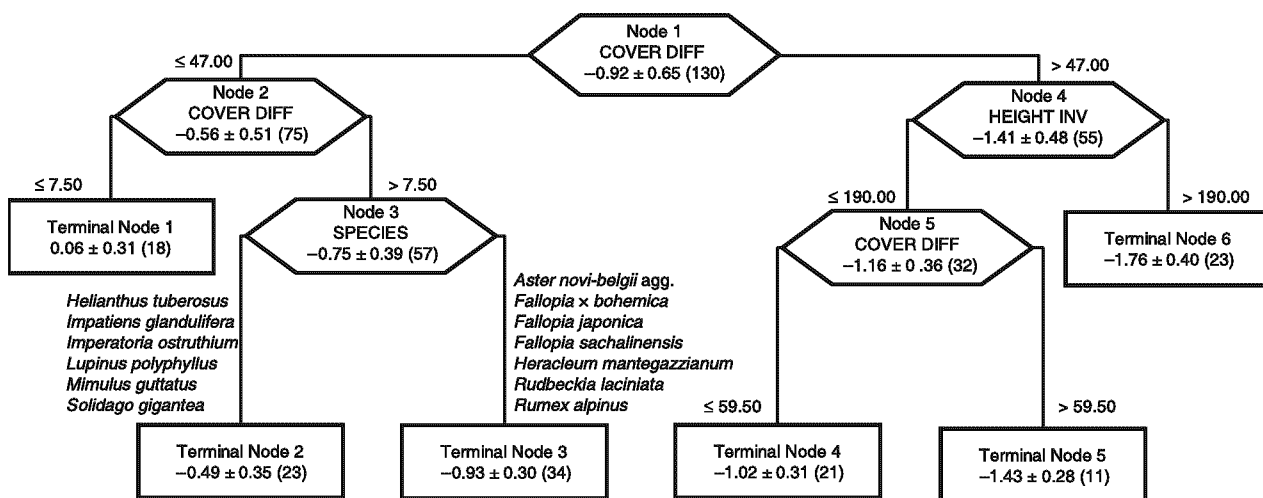 Node 1
COVER DIFF
–0.92 ± 0.65 (130)
≤ 47.00
> 47.00
Node 2
COVER DIFF
–0.56 ± 0.51 (75)
Node 4
HEIGHT INV
–1.41 ± 0.48 (55)
≤ 7.50
> 7.50
≤ 190.00
> 190.00
Terminal Node 1
0.06 ± 0.31 (18)
Node 3
SPECIES
–0.75 ± 0.39 (57)
Node 5
COVER DIFF
–1.16 ± 0 .36 (32)
Terminal Node 6
–1.76 ± 0.40 (23)
Helianthus tuberosus
Impatiens glandulifera
Imperatoria ostruthium
Lupinus polyphyllus
Mimulus guttatus
Solidago gigantea
Aster novi-belgii agg.
Fallopia × bohemica
Fallopia japonica
Fallopia sachalinensis
Heracleum mantegazzianum
Rudbeckia laciniata
Rumex alpinus
≤ 59.50
> 59.50
Terminal Node 2
–0.49 ± 0.35 (23)
Terminal Node 3
–0.93 ± 0.30 (34)
Terminal Node 4
–1.02 ± 0.31 (21)
Terminal Node 5
–1.43 ± 0.28 (11)